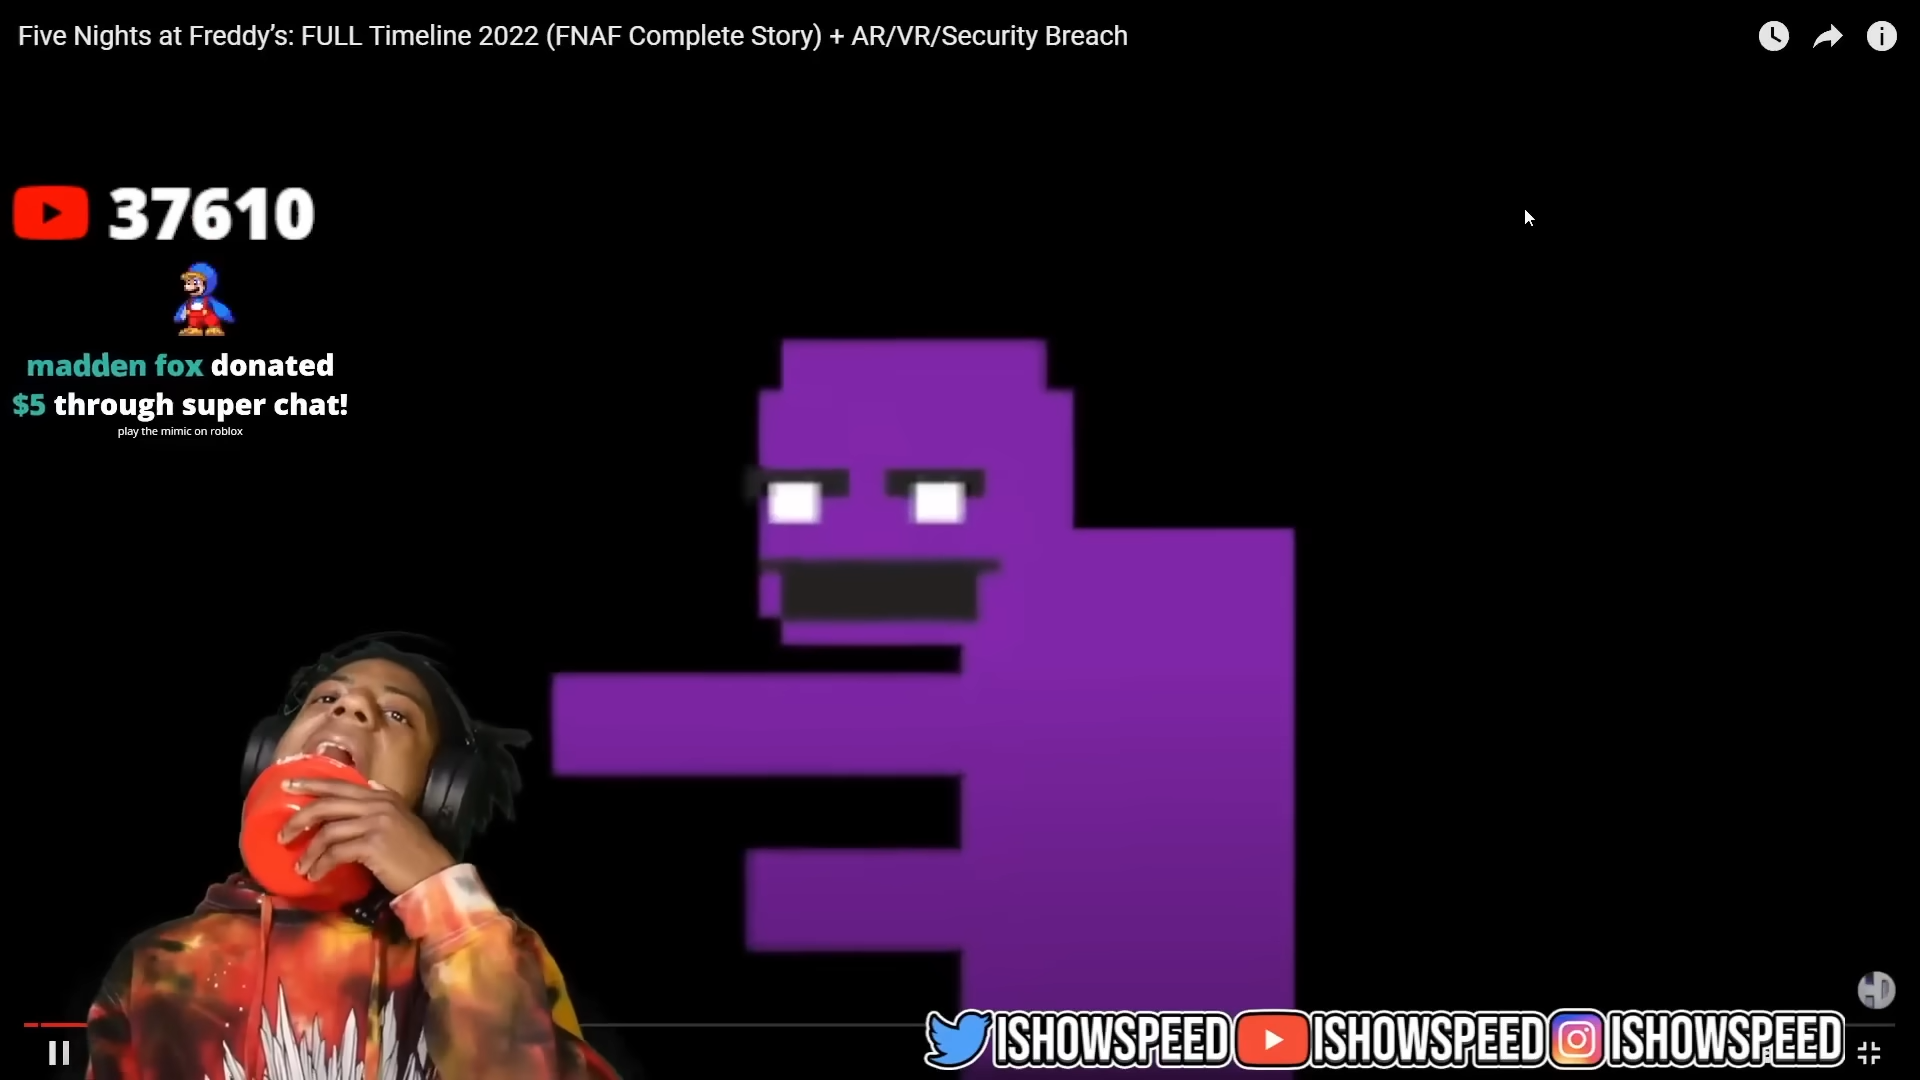 Five Nights at Freddy’s: FULL Timeline 2022 (FNAF Complete Story) + AR/VR/Security Breach
37610
madden fox donated
$5 through super chat!
play the mimic on roblox
HD
ISHOWSPEED ISHOWSPEED ISHOWSPEED